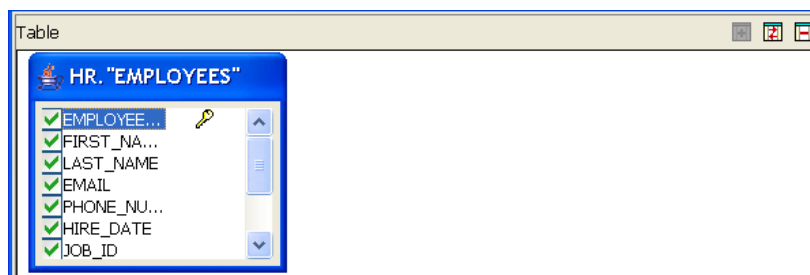 Table
HR."EMPLOYEES"
EMPLOYEE...
FIRST_NA...
LAST_NAME
EMAIL
PHONE_NU...
HIRE_DATE
JOB_ID